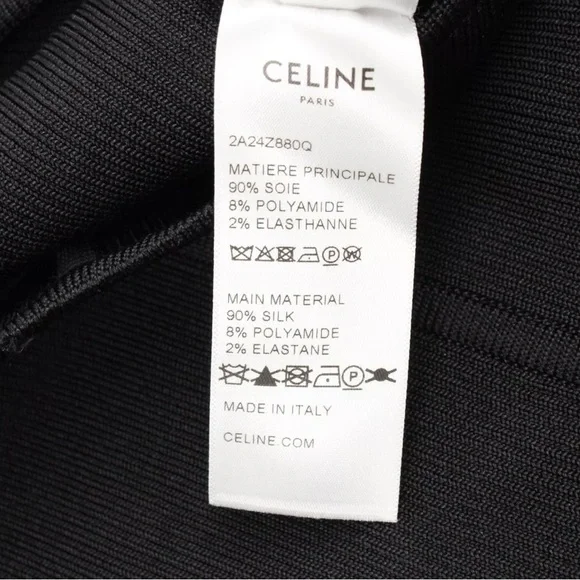 CELINE
PARIS
2A24Z880Q
MATIERE PRINCIPALE
90% SOIE
8% POLYAMIDE
2% ELASTHANNE
MAIN MATERIAL
90% SILK
8% POLYAMIDE
2% ELASTANE
MADE IN ITALY
CELINE.COM